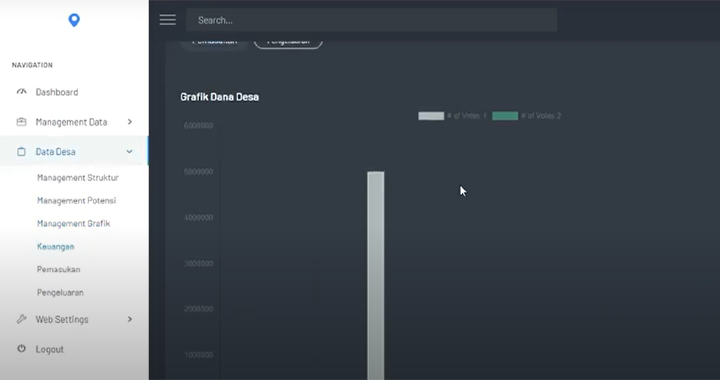 Search...
NAVIGATION
Dashboard
Management Data
Data Desa
Management Struktur
Management Potensi
Management Grafik
Keuangan
Pemasukan
Pengeluaran
Web Settings
Logout
Pemasukan
Pengeluaran
Grafik Dana Desa
# of Votes 1
# of Votes 2
6000000
5000000
4000000
3000000
2000000
1000000